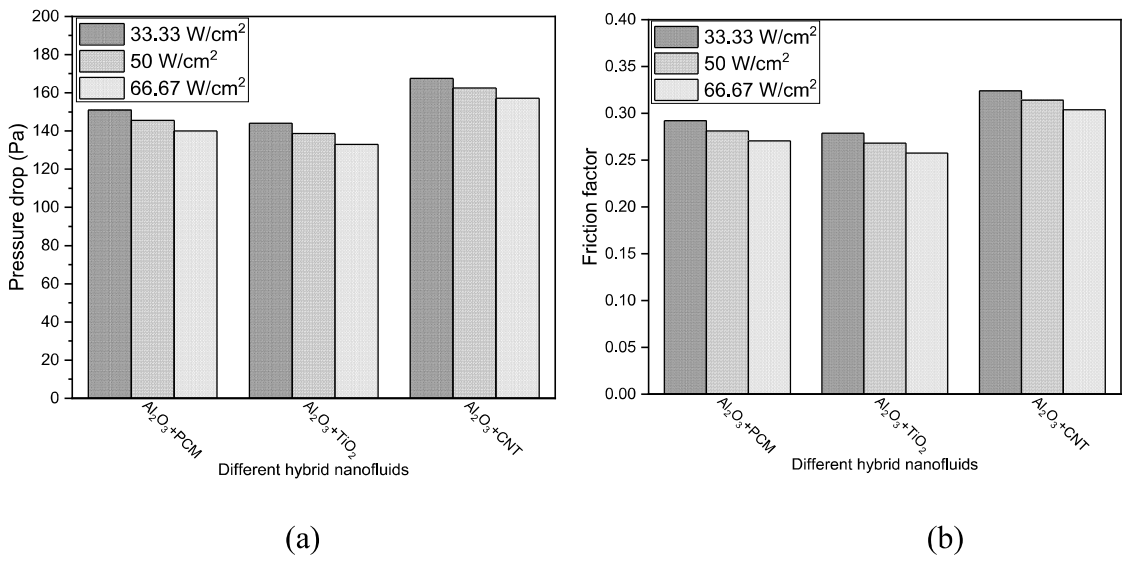 200
180
160
140
120
100
80
60
40
20
0
Pressure drop (Pa)
33.33 W/cm²
50 W/cm²
66.67 W/cm²
Al₂O₃+PCM
Al₂O₃+TiO₂
Al₂O₃+CNT
Different hybrid nanofluids
(a)
0.40
0.35
0.30
0.25
0.20
0.15
0.10
0.05
0.00
Friction factor
33.33 W/cm²
50 W/cm²
66.67 W/cm²
Al₂O₃+PCM
Al₂O₃+TiO₂
Al₂O₃+CNT
Different hybrid nanofluids
(b)